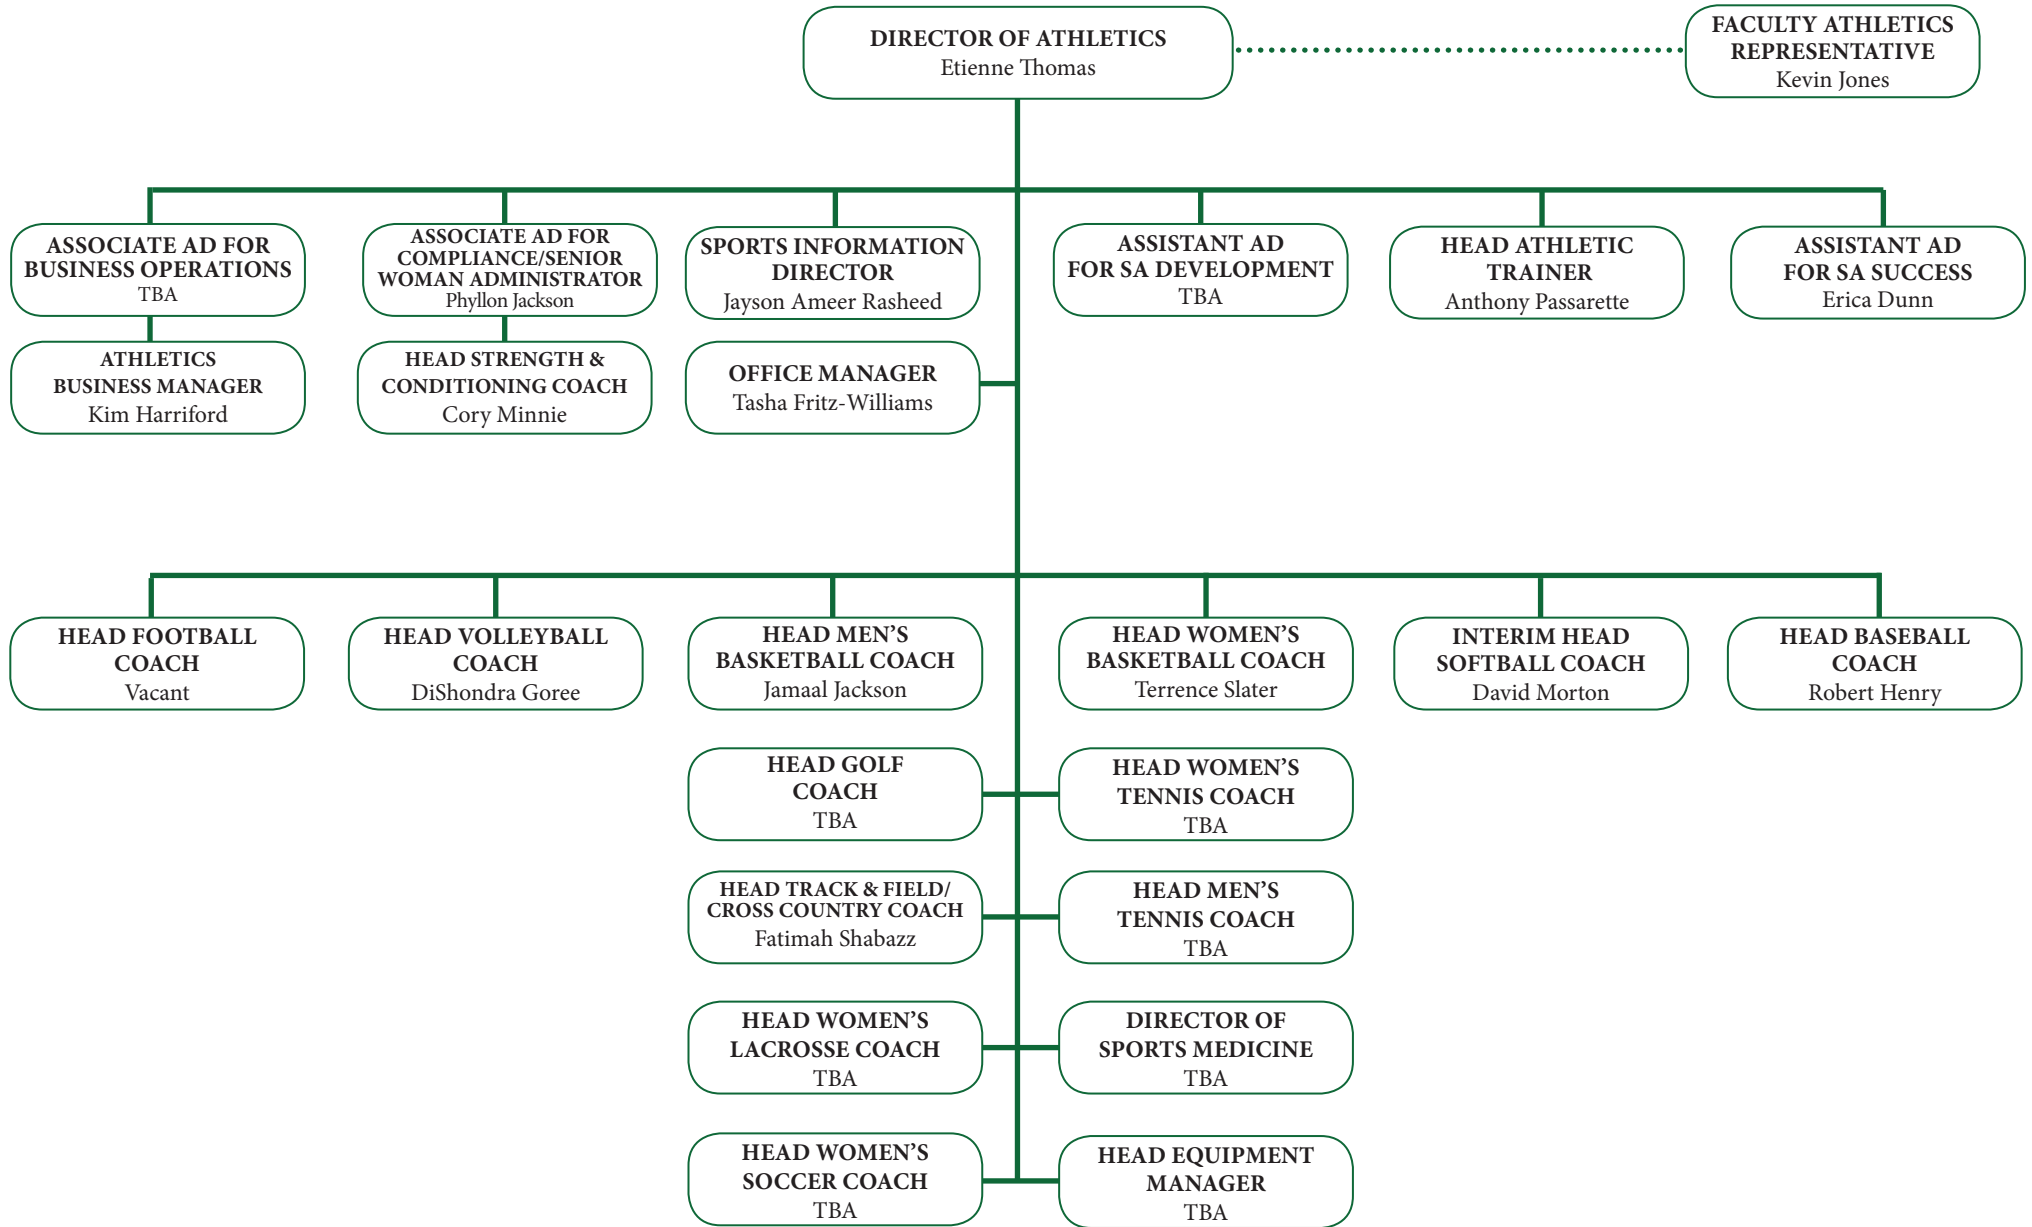 DIRECTOR OF ATHLETICS
Etienne Thomas
FACULTY ATHLETICS
REPRESENTATIVE
Kevin Jones
ASSOCIATE AD FOR
BUSINESS OPERATIONS
TBA
ASSOCIATE AD FOR
COMPLIANCE/SENIOR
WOMAN ADMINISTRATOR
Phyllon Jackson
SPORTS INFORMATION
DIRECTOR
Jayson Ameer Rasheed
ASSISTANT AD
FOR SA DEVELOPMENT
TBA
HEAD ATHLETIC
TRAINER
Anthony Passarette
ASSISTANT AD
FOR SA SUCCESS
Erica Dunn
ATHLETICS
BUSINESS MANAGER
Kim Harriford
HEAD STRENGTH &
CONDITIONING COACH
Cory Minnie
OFFICE MANAGER
Tasha Fritz-Williams
HEAD FOOTBALL
COACH
Vacant
HEAD VOLLEYBALL
COACH
DiShondra Goree
HEAD MEN’S
BASKETBALL COACH
Jamaal Jackson
HEAD WOMEN’S
BASKETBALL COACH
Terrence Slater
INTERIM HEAD
SOFTBALL COACH
David Morton
HEAD BASEBALL
COACH
Robert Henry
HEAD GOLF
COACH
TBA
HEAD WOMEN’S
TENNIS COACH
TBA
HEAD TRACK & FIELD/
CROSS COUNTRY COACH
Fatimah Shabazz
HEAD MEN’S
TENNIS COACH
TBA
HEAD WOMEN’S
LACROSSE COACH
TBA
DIRECTOR OF
SPORTS MEDICINE
TBA
HEAD WOMEN’S
SOCCER COACH
TBA
HEAD EQUIPMENT
MANAGER
TBA